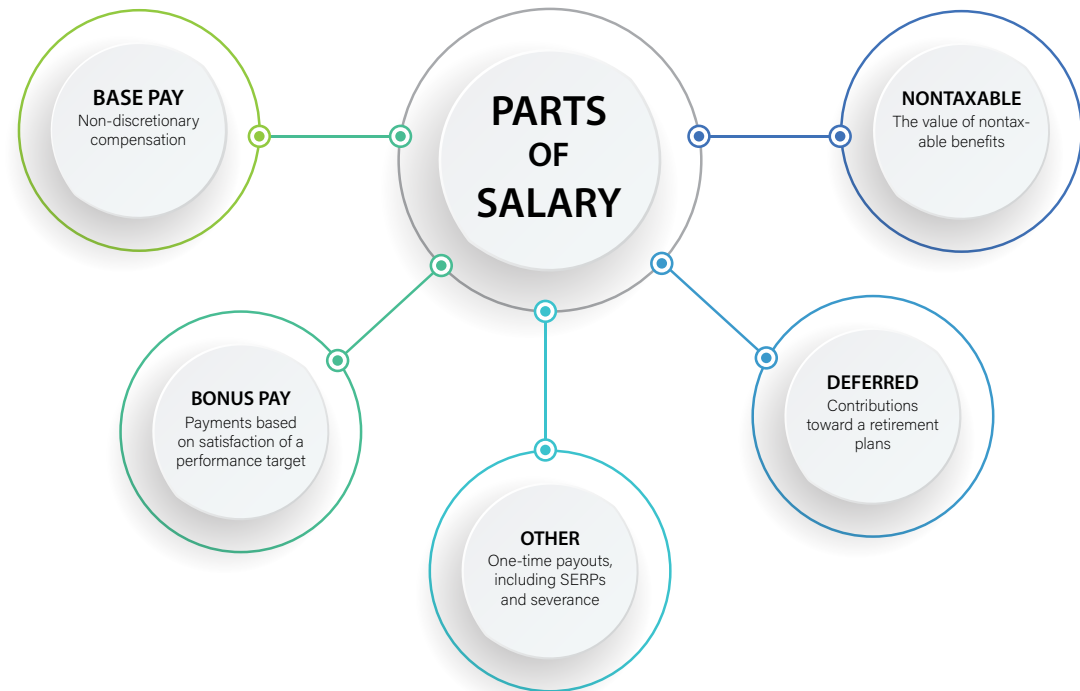 PARTS
OF
SALARY
BASE PAY
Non-discretionary
compensation
BONUS PAY
Payments based
on satisfaction of a
performance target
OTHER
One-time payouts,
including SERPs
and severance
DEFERRED
Contributions
toward a retirement
plans
NONTAXABLE
The value of nontax-
able benefits